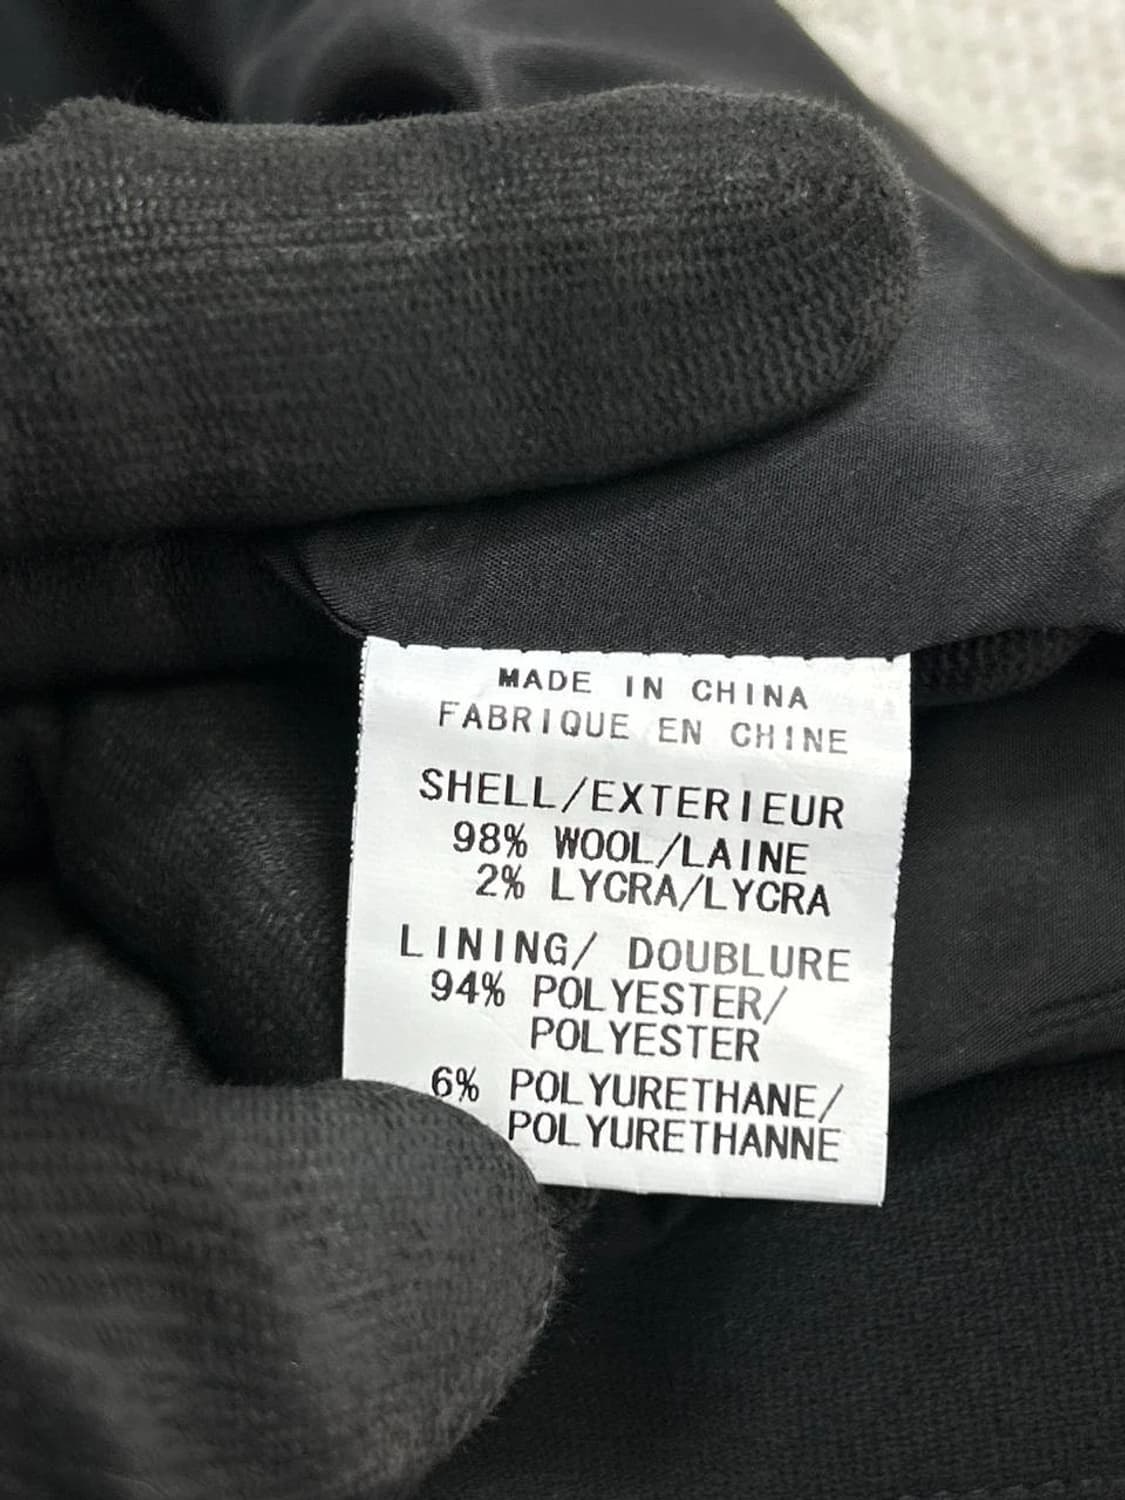 MADE IN CHINA
FABRIQUE EN CHINE
SHELL/EXTERIEUR
98% WOOL/LAINE
2% LYCRA/LYCRA
LINING/ DOUBLURE
94% POLYESTER/
POLYESTER
6% POLYURETHANE/
POLYURETHANNE